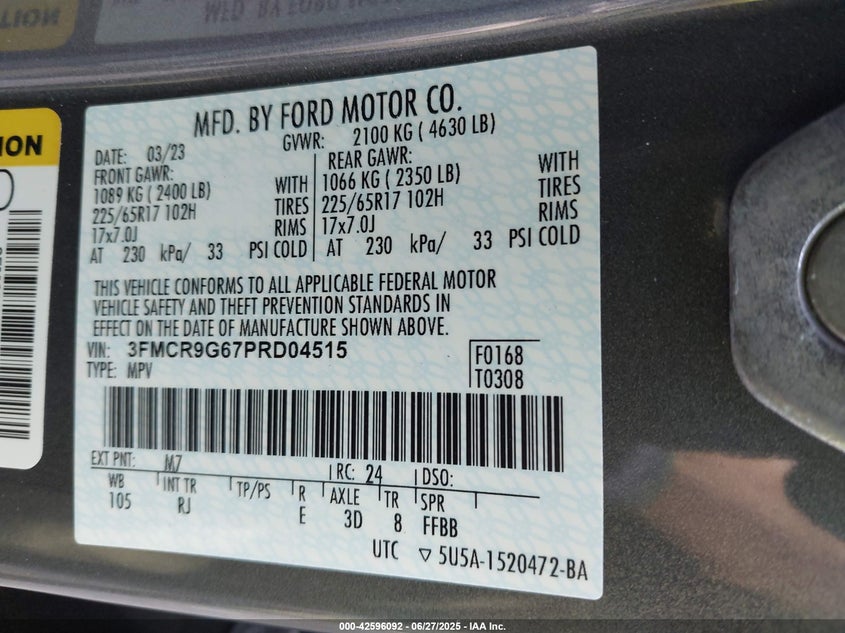 MFD. BY FORD MOTOR CO.
DATE: 03/23
GVWR: 2100 KG ( 4630 LB)
FRONT GAWR:
1089 KG ( 2400 LB) WITH
225/65R17 102H TIRES
17x7.0J RIMS
AT 230 kPa/ 33 PSI COLD
REAR GAWR:
1066 KG ( 2350 LB) WITH
225/65R17 102H TIRES
17x7.0J RIMS
AT 230 kPa/ 33 PSI COLD
THIS VEHICLE CONFORMS TO ALL APPLICABLE FEDERAL MOTOR
VEHICLE SAFETY AND THEFT PREVENTION STANDARDS IN
EFFECT ON THE DATE OF MANUFACTURE SHOWN ABOVE.
VIN: 3FMCR9G67PRD04515
TYPE: MPV
F0168
T0308
EXT PNT: M7 RC: 24 DSO:
WB INT TR TP/PS R AXLE TR SPR
105 RJ E 3D 8 FFBB
UTC ▽ 5U5A-1520472-BA
ION
000-42596092 - 06/27/2025 - IAA Inc.